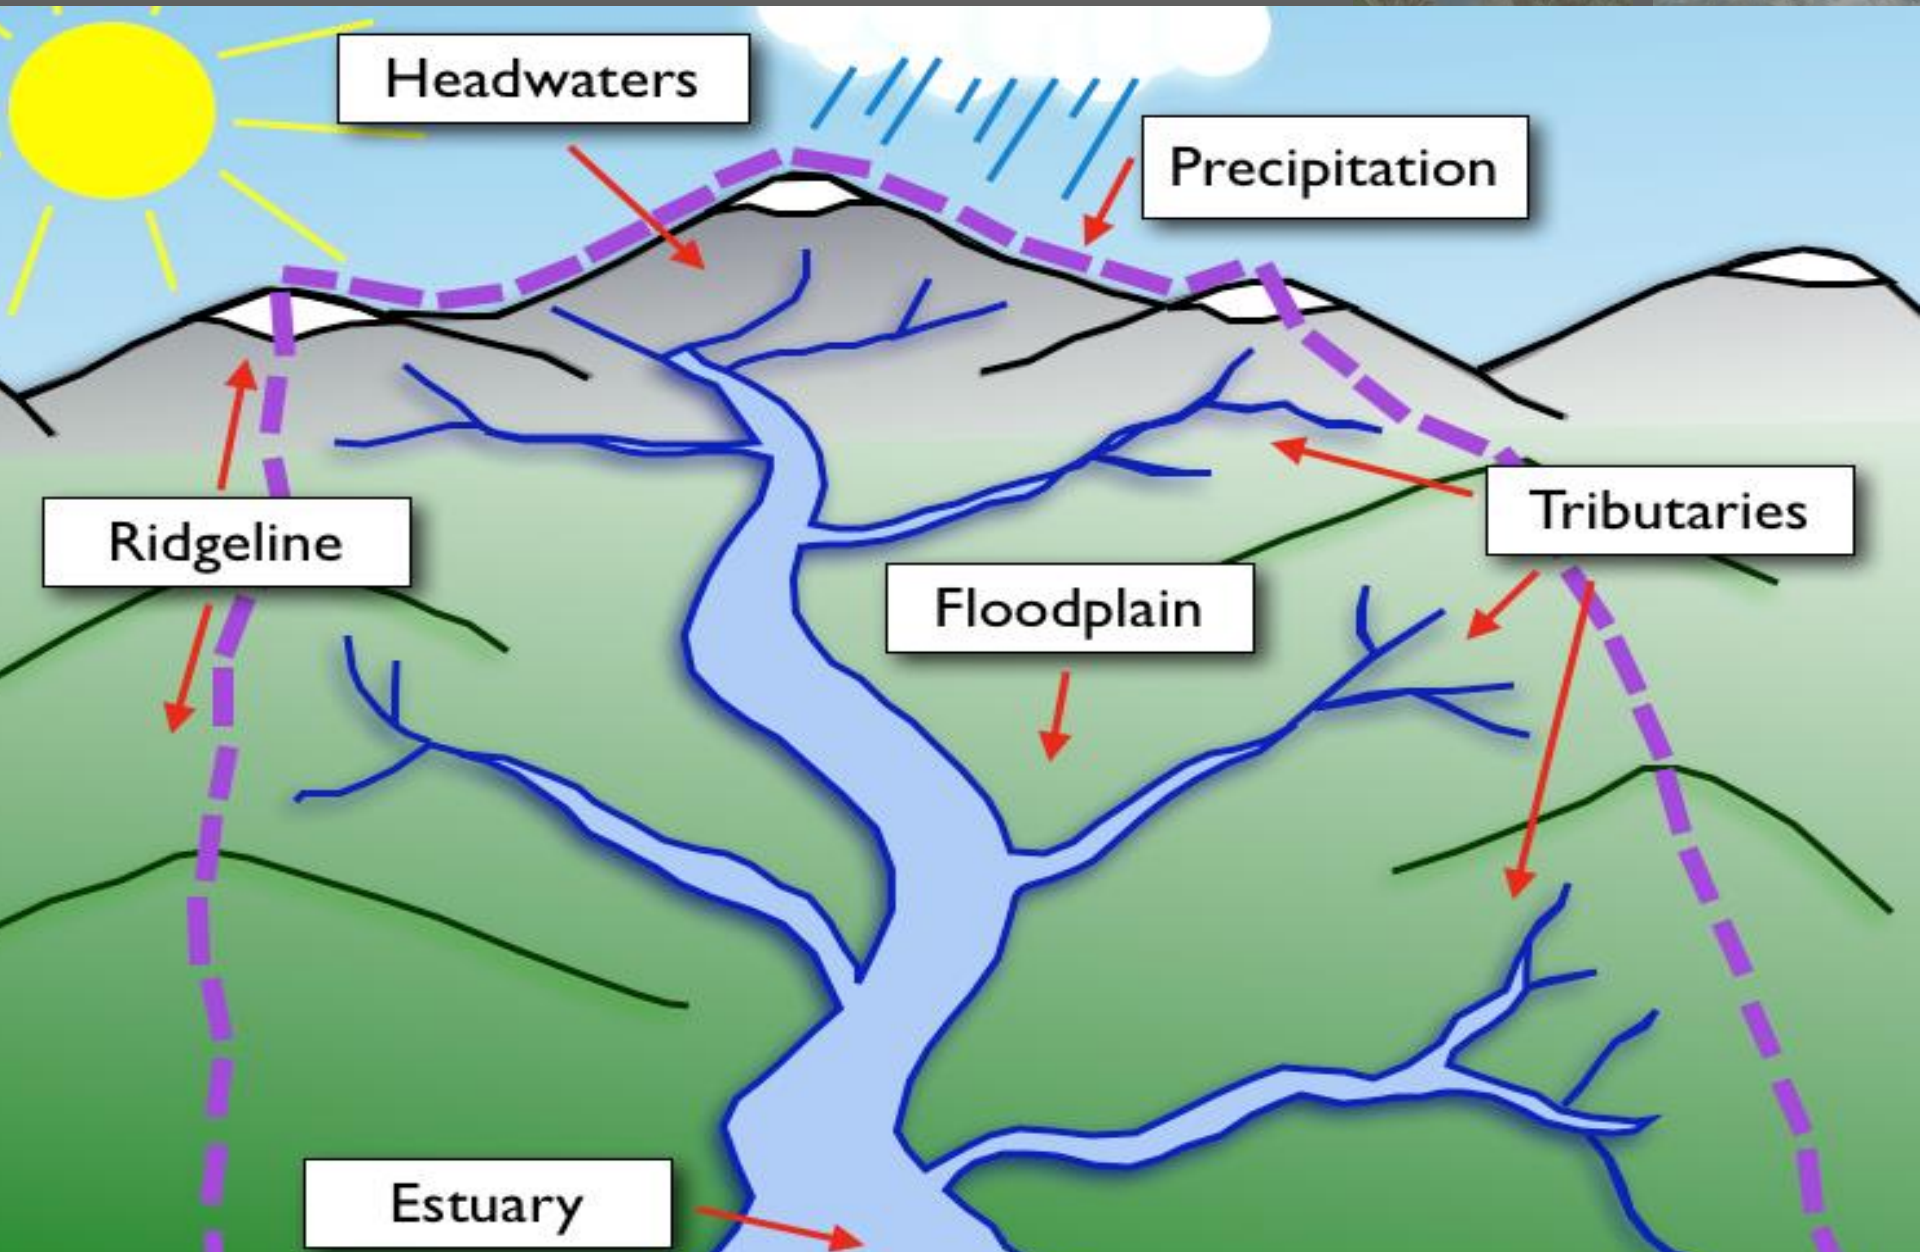 Headwaters
Precipitation
Ridgeline
Tributaries
Floodplain
Estuary